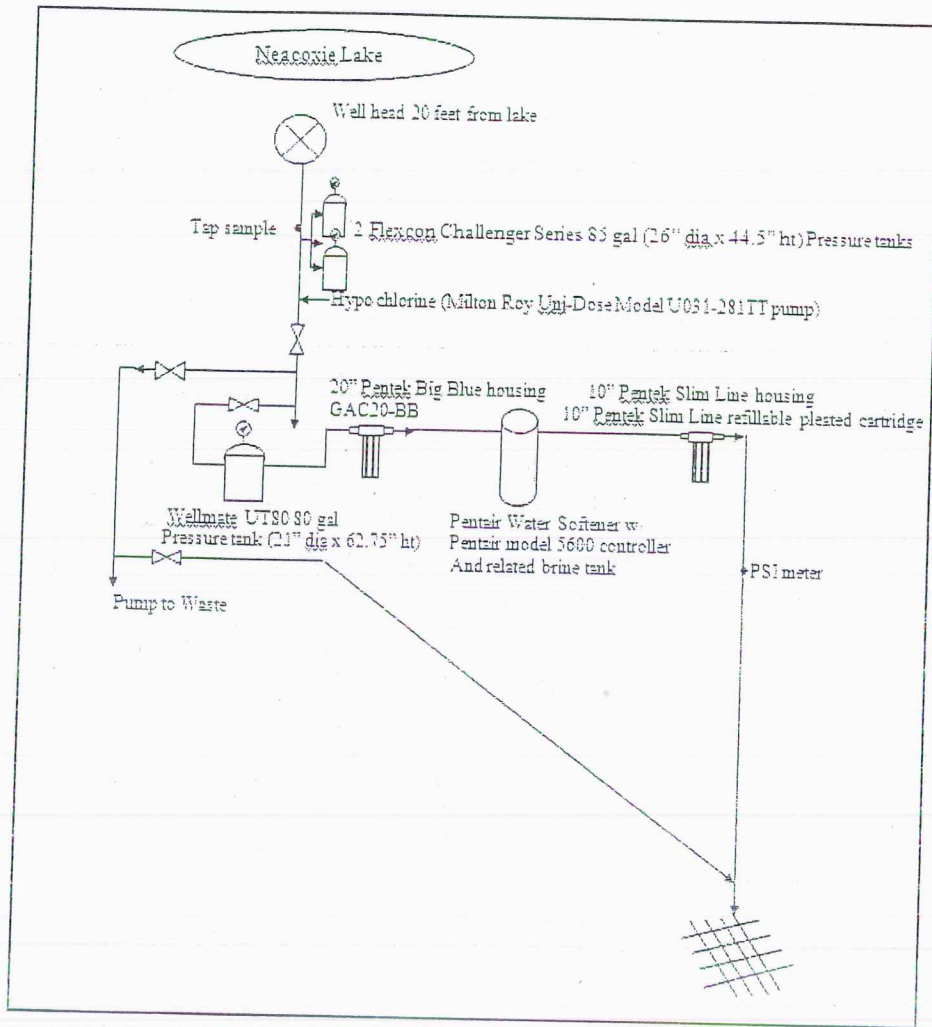 Neacoxie Lake
Well head 20 feet from lake
Tap sample
2 Flexcon Challenger Series 85 gal (26" dia x 44.5" ht) Pressure tanks
Hypo chlorine (Milton Roy Uni-Dose Model U031-281TT pump)
20" Pentek Big Blue housing
GAC20-BB
10" Pentek Slim Line housing
10" Pentek Slim Line refillable pleated cartridge
Wellmate UT80 80 gal
Pressure tank (21" dia x 62.75" ht)
Pentair Water Softener w/
Pentair model 5600 controller
And related brine tank
PSI meter
Pump to Waste